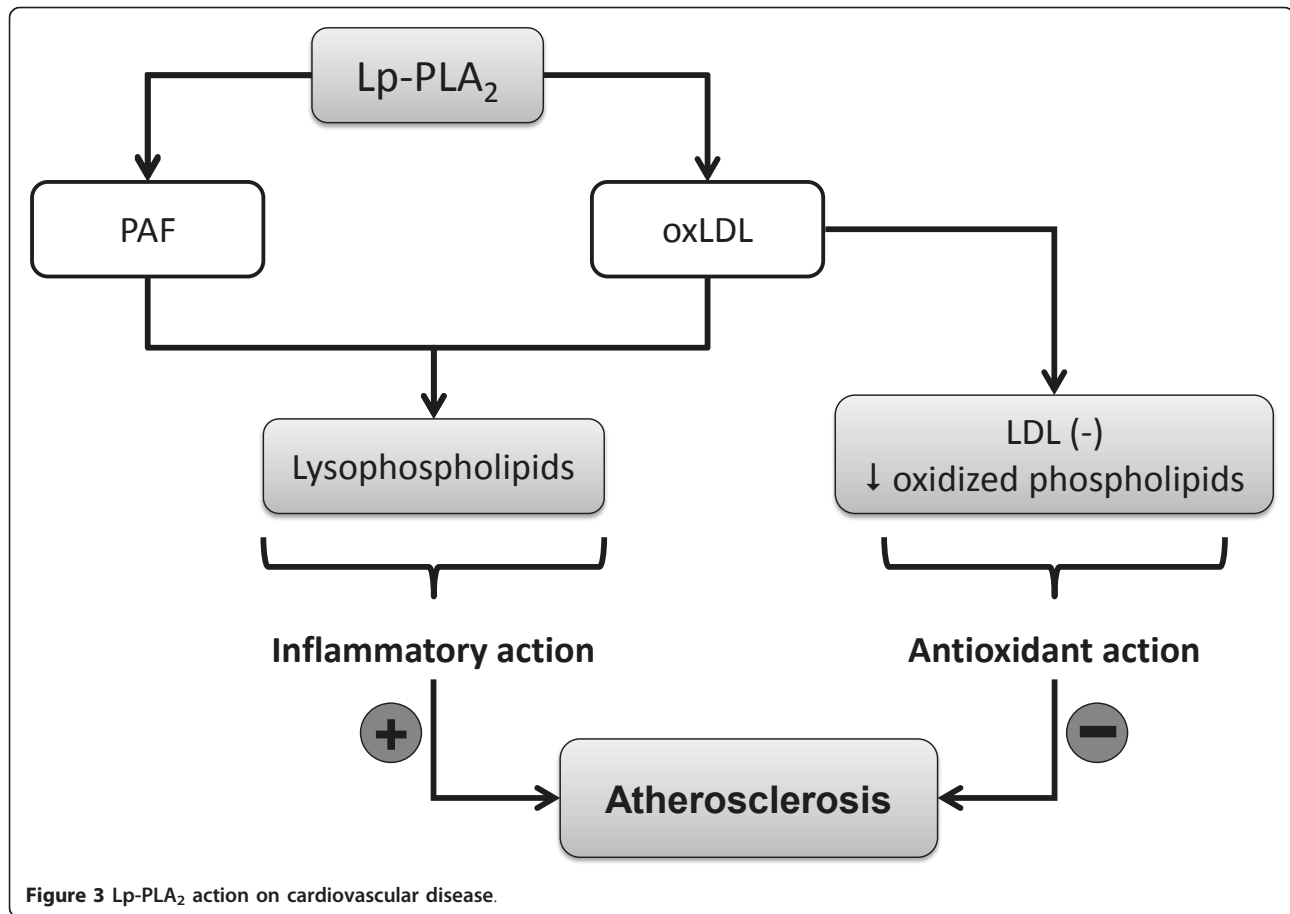 Lp-PLA₂
PAF
oxLDL
Lysophospholipids
LDL (-)
↓ oxidized phospholipids
Inflammatory action
Antioxidant action
+
−
Atherosclerosis
Figure 3 Lp-PLA₂ action on cardiovascular disease.